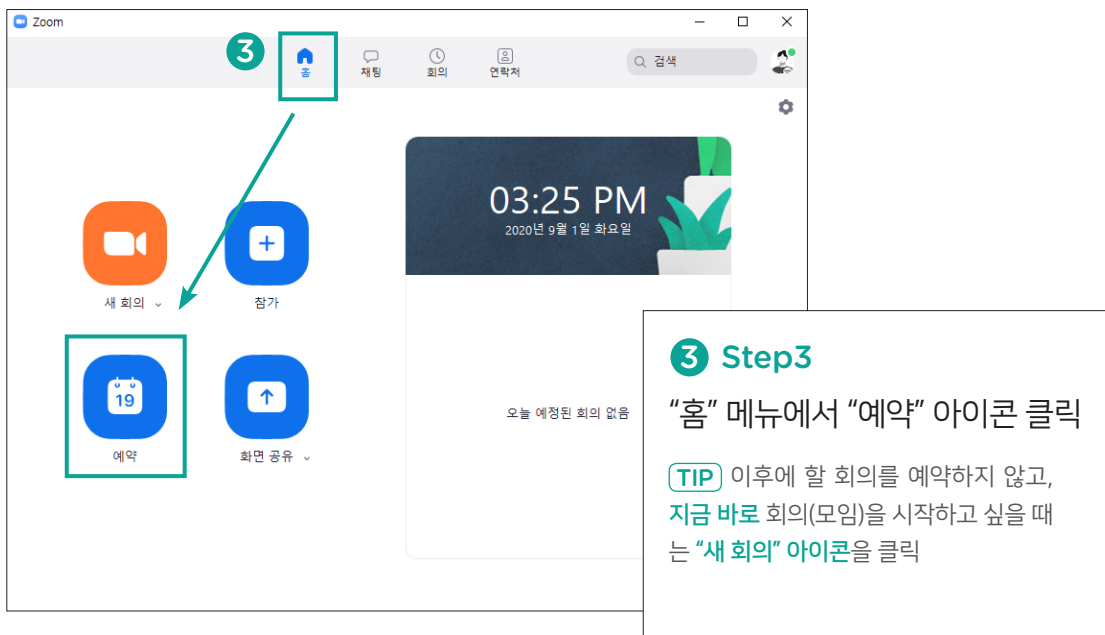 Zoom
3
홈
채팅
회의
연락처
검색
03:25 PM
2020년 9월 1일 화요일
새 회의
참가
19
예약
화면 공유
오늘 예정된 회의 없음
3 Step3
“홈” 메뉴에서 “예약” 아이콘 클릭
TIP 이후에 할 회의를 예약하지 않고,
지금 바로 회의(모임)을 시작하고 싶을 때
는 “새 회의” 아이콘을 클릭